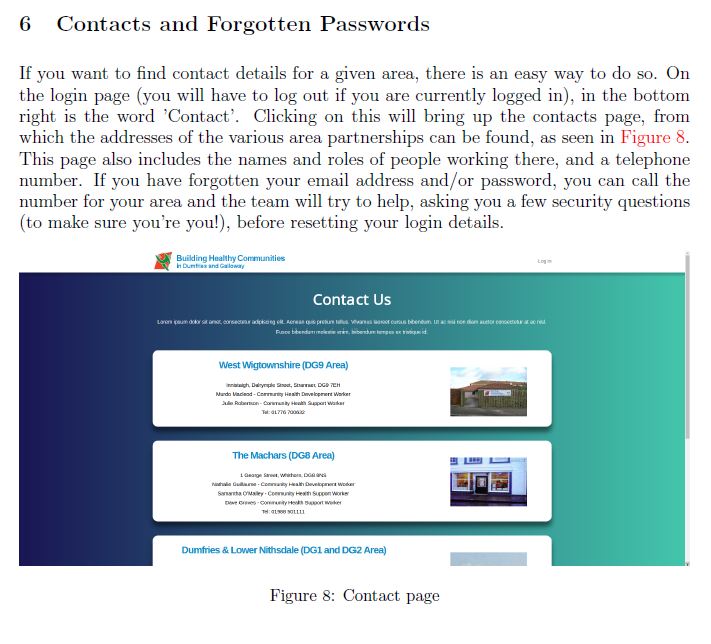 6 Contacts and Forgotten Passwords
If you want to find contact details for a given area, there is an easy way to do so. On
the login page (you will have to log out if you are currently logged in), in the bottom
right is the word 'Contact'. Clicking on this will bring up the contacts page, from
which the addresses of the various area partnerships can be found, as seen in Figure 8.
This page also includes the names and roles of people working there, and a telephone
number. If you have forgotten your email address and/or password, you can call the
number for your area and the team will try to help, asking you a few security questions
(to make sure you're you!), before resetting your login details.
Building Healthy Communities
in Dumfries and Galloway
Log in
Contact Us
Lorem ipsum dolor sit amet, consectetur adipiscing elit. Aenean quis pretium tellus. Vivamus laoreet cursus bibendum. Ut ac nisi non diam auctor consectetur at ac nisl.
Fusce bibendum molestie enim, bibendum tempus ex tristique id.
West Wigtownshire (DG9 Area)
Innistaigh, Dalrymple Street, Stranraer, DG9 7EH
Murdo Macleod - Community Health Development Worker
Julie Robertson - Community Health Support Worker
Tel: 01776 700632
The Machars (DG8 Area)
1 George Street, Whithorn, DG8 8NS
Nathalie Guillaume - Community Health Development Worker
Samantha O'Malley - Community Health Support Worker
Dave Groves - Community Health Support Worker
Tel: 01988 501111
Dumfries & Lower Nithsdale (DG1 and DG2 Area)
Figure 8: Contact page